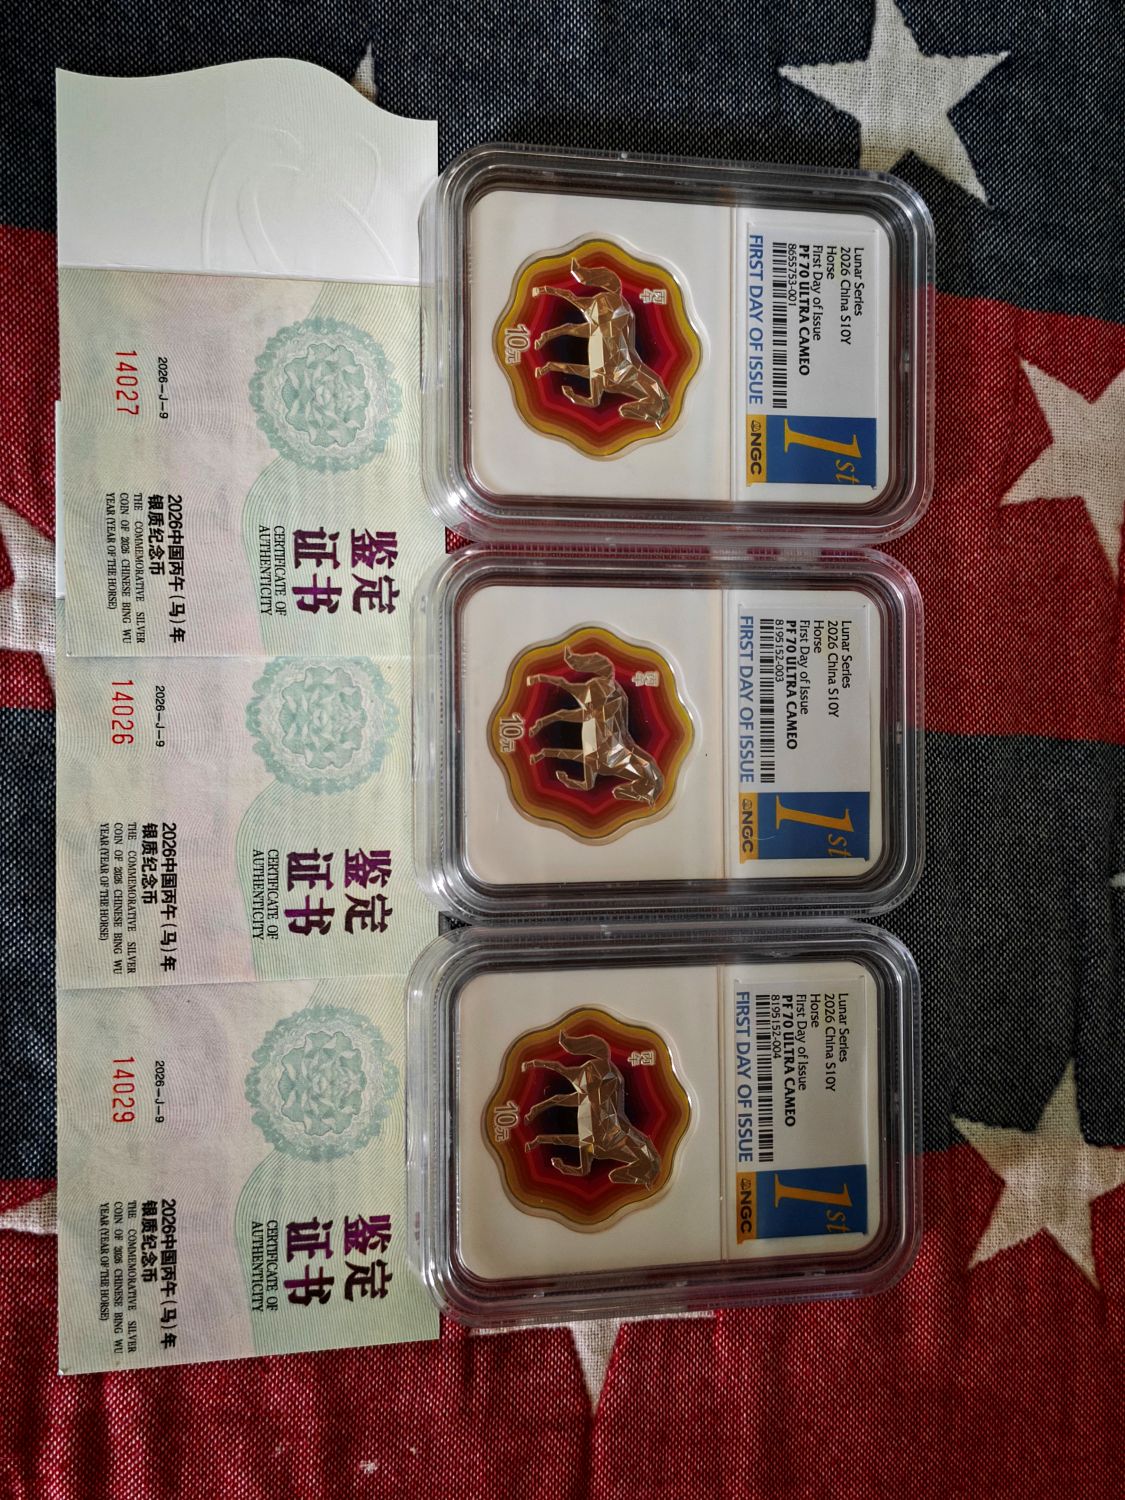 Lunar Series
2026 China S10Y
Horse
First Day of Issue
PF 70 ULTRA CAMEO
8655753-001
FIRST DAY OF ISSUE
1st
NGC
丙午
10元
鉴定
证书
CERTIFICATE OF
AUTHENTICITY
2026中国丙午(马)年
银质纪念币
THE COMMEMORATIVE SILVER
COIN OF 2026 CHINESE BING WU
YEAR (YEAR OF THE HORSE)
2026—J—9
14027
Lunar Series
2026 China S10Y
Horse
First Day of Issue
PF 70 ULTRA CAMEO
8195152-003
FIRST DAY OF ISSUE
1st
NGC
丙午
10元
鉴定
证书
CERTIFICATE OF
AUTHENTICITY
2026中国丙午(马)年
银质纪念币
THE COMMEMORATIVE SILVER
COIN OF 2026 CHINESE BING WU
YEAR (YEAR OF THE HORSE)
2026—J—9
14026
Lunar Series
2026 China S10Y
Horse
First Day of Issue
PF 70 ULTRA CAMEO
8195152-004
FIRST DAY OF ISSUE
1st
NGC
丙午
10元
鉴定
证书
CERTIFICATE OF
AUTHENTICITY
2026中国丙午(马)年
银质纪念币
THE COMMEMORATIVE SILVER
COIN OF 2026 CHINESE BING WU
YEAR (YEAR OF THE HORSE)
2026—J—9
14029